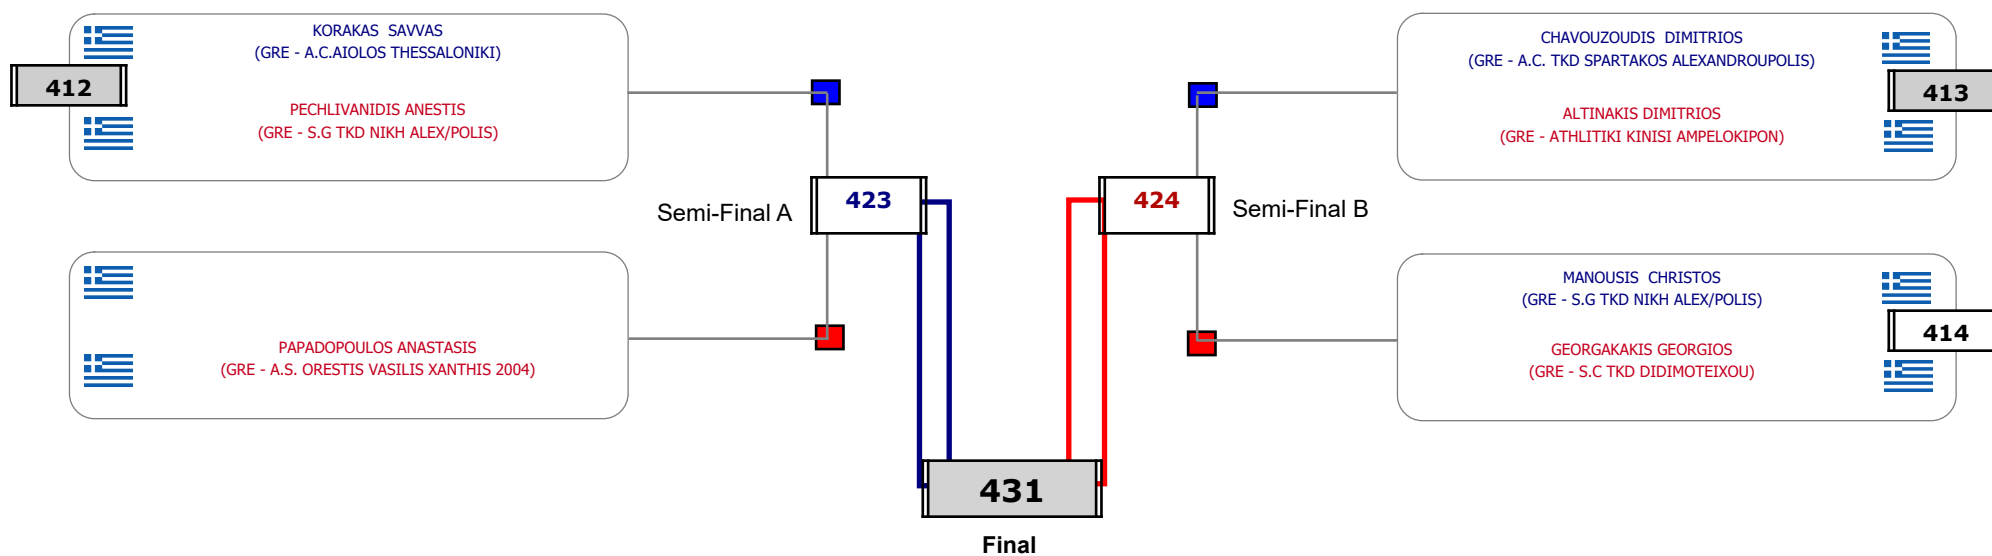 KORAKAS  SAVVAS
(GRE - A.C.AIOLOS THESSALONIKI)
412
PECHLIVANIDIS ANESTIS
(GRE - S.G TKD NIKH ALEX/POLIS)
CHAVOUZOUDIS  DIMITRIOS
(GRE - A.C. TKD SPARTAKOS ALEXANDROUPOLIS)
413
ALTINAKIS DIMITRIOS
(GRE - ATHLITIKI KINISI AMPELOKIPON)
Semi-Final A
423
424
Semi-Final B
PAPADOPOULOS ANASTASIS
(GRE - A.S. ORESTIS VASILIS XANTHIS 2004)
MANOUSIS  CHRISTOS
(GRE - S.G TKD NIKH ALEX/POLIS)
414
GEORGAKAKIS GEORGIOS
(GRE - S.C TKD DIDIMOTEIXOU)
431
Final